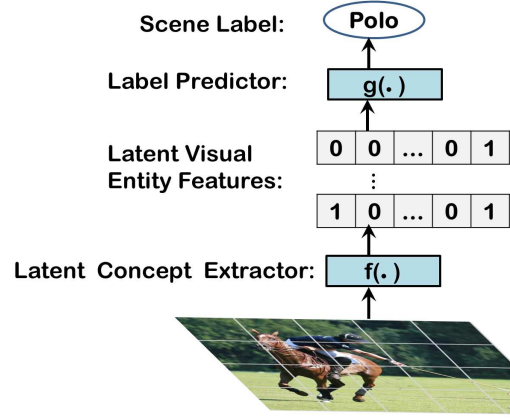 Scene Label: Polo
Label Predictor: g(.)
0 0 ... 0 1
Latent Visual
Entity Features:
⋮
1 0 ... 0 1
Latent Concept Extractor: f(.)